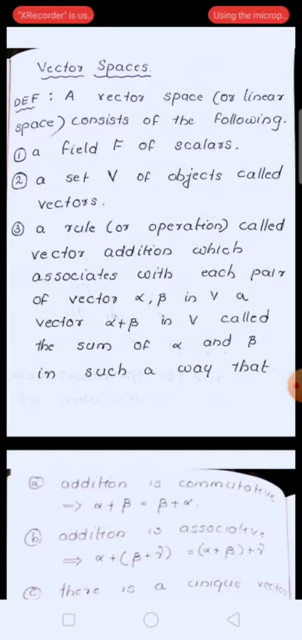 "XRecorder" is us..
Using the microp..
Vector Spaces
DEF : A vector space (or linear
space) consists of the following.
① a field F of scalars.
② a set V of objects called
vectors.
③ a rule (or operation) called
vector addition which
associates with each pair
of vector α, β in V a
vector α+β in V called
the sum of α and β
in such a way that
ⓐ addition is commutative
⇒ α + β = β + α.
ⓑ addition is associative
⇒ α + (β + γ) = (α + β) + γ
ⓒ there is a unique vector